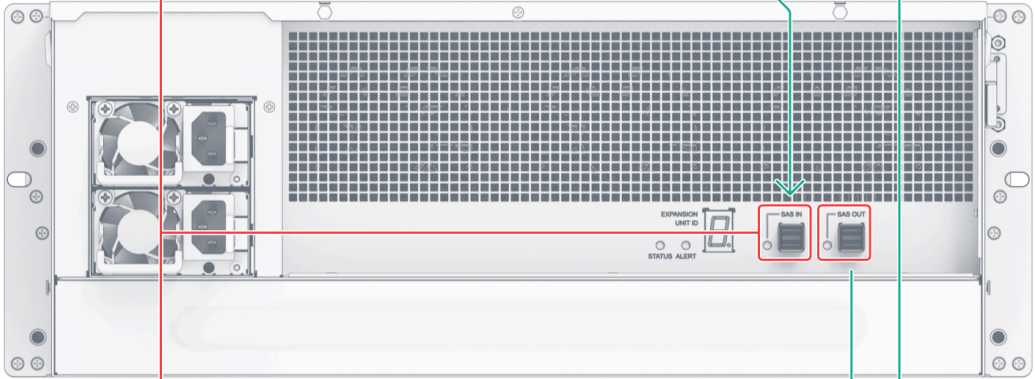 SAS IN
SAS OUT
EXPANSION
UNIT ID
STATUS ALERT